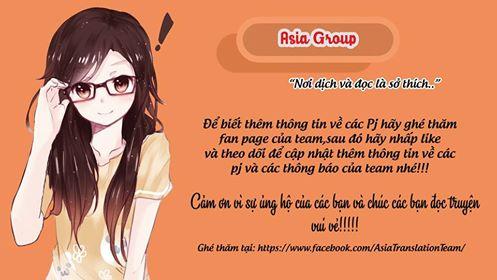 Asia Group
"Nơi dịch và đọc là sở thích.."
Để biết thêm thông tin về các Pj hãy ghé thăm
fan page của team,sau đó hãy nhấp like
và theo dõi để cập nhật thêm thông tin về các
pj và các thông báo của team nhé!!!
Cảm ơn vì sự ủng hộ của các bạn và chúc các bạn đọc truyện
vui vẻ!!!!!
Ghé thăm tại: https://www.facebook.com/AsiaTranslationTeam/